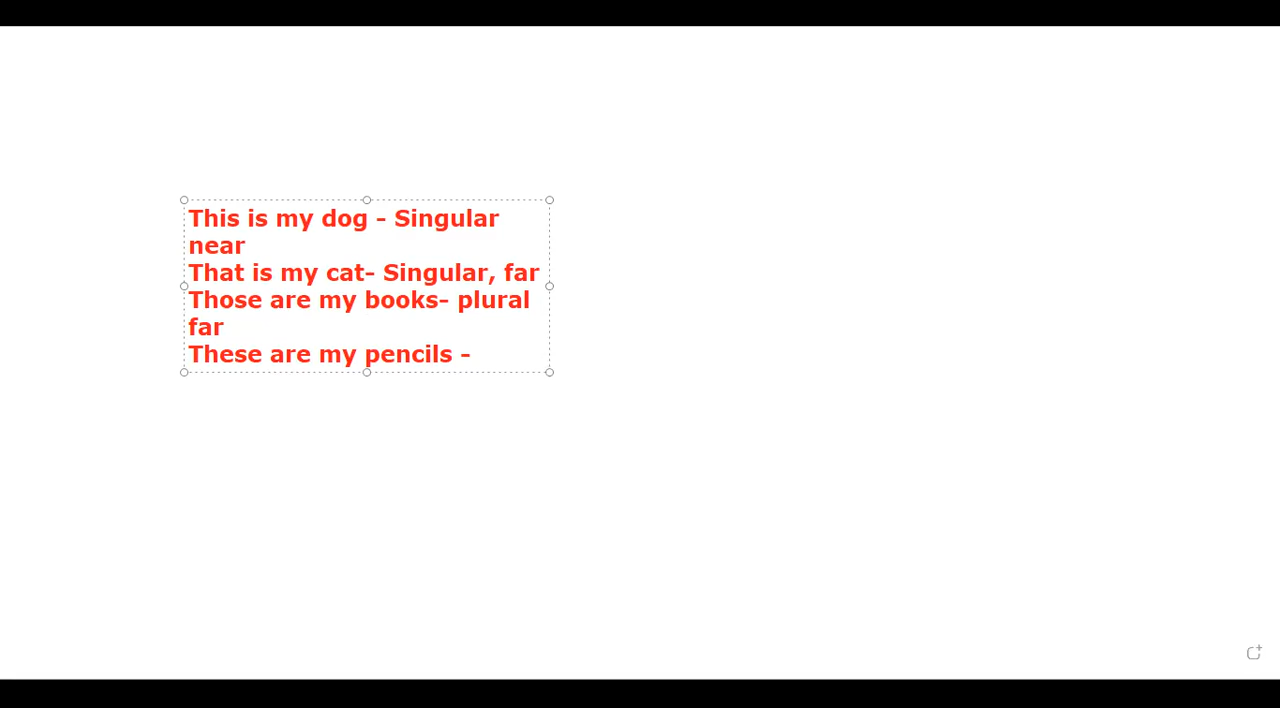 This is my dog - Singular
near
That is my cat- Singular, far
Those are my books- plural
far
These are my pencils -